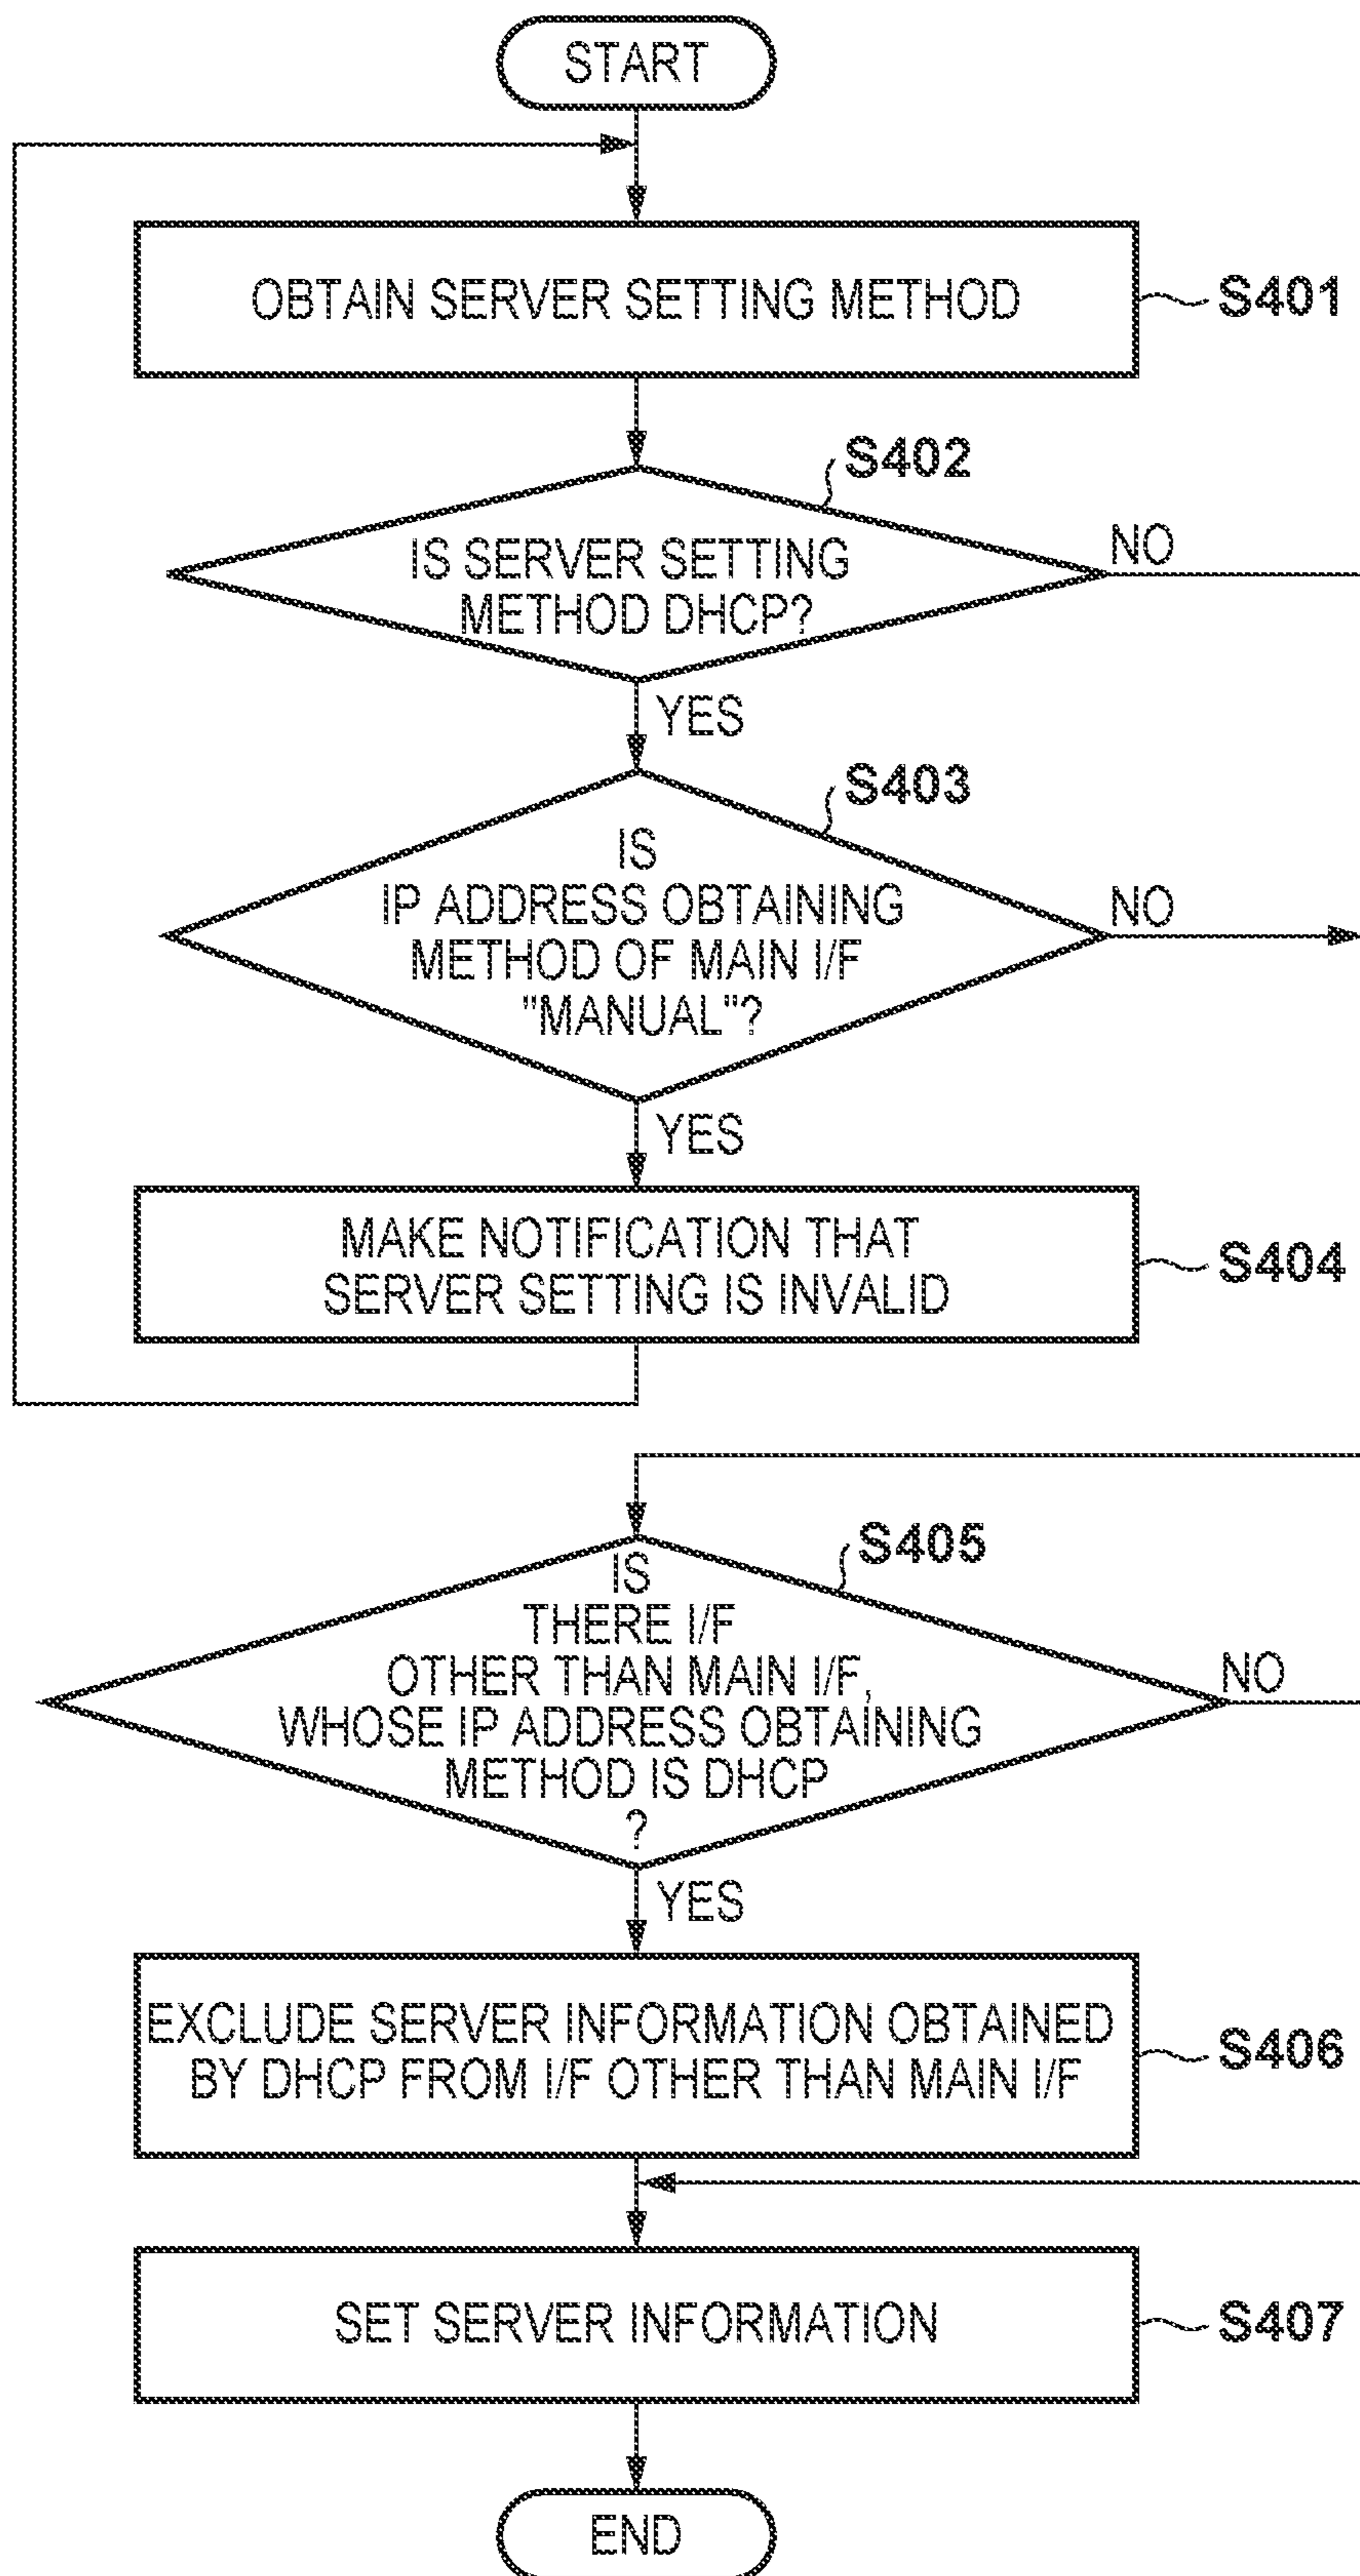 START
OBTAIN SERVER SETTING METHOD
S401
S402
IS SERVER SETTING
METHOD DHCP?
NO
YES
S403
IS
IP ADDRESS OBTAINING
METHOD OF MAIN I/F
"MANUAL"?
NO
YES
MAKE NOTIFICATION THAT
SERVER SETTING IS INVALID
S404
S405
IS
THERE I/F
OTHER THAN MAIN I/F,
WHOSE IP ADDRESS OBTAINING
METHOD IS DHCP
?
NO
YES
EXCLUDE SERVER INFORMATION OBTAINED
BY DHCP FROM I/F OTHER THAN MAIN I/F
S406
SET SERVER INFORMATION
S407
END